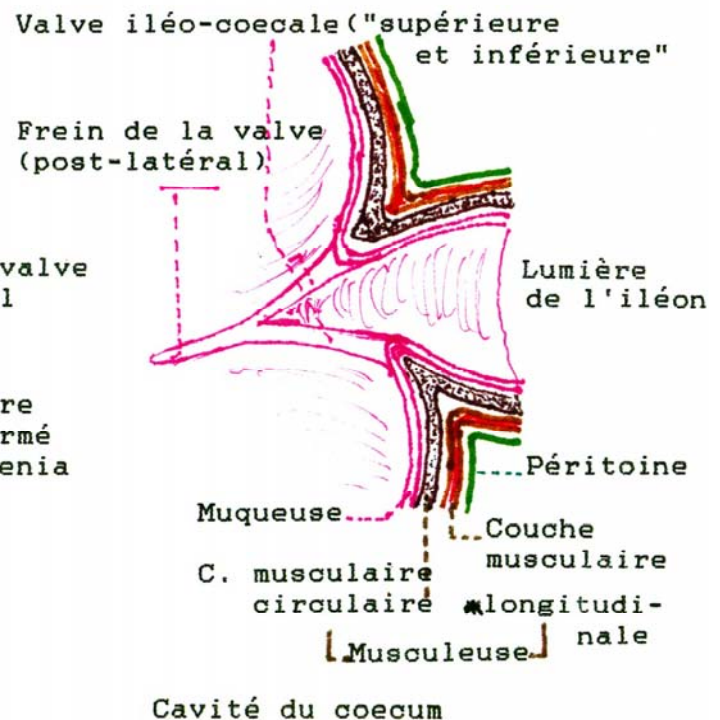 Valve iléo-coecale("supérieure
et inférieure"
Frein de la valve
(post-latéral)
valve
l
Lumière
de l'iléon
re
rmé
enia
Péritoine
Muqueuse
Couche
musculaire
C. musculaire
circulaire
longitudi-
nale
Musculeuse
Cavité du coecum